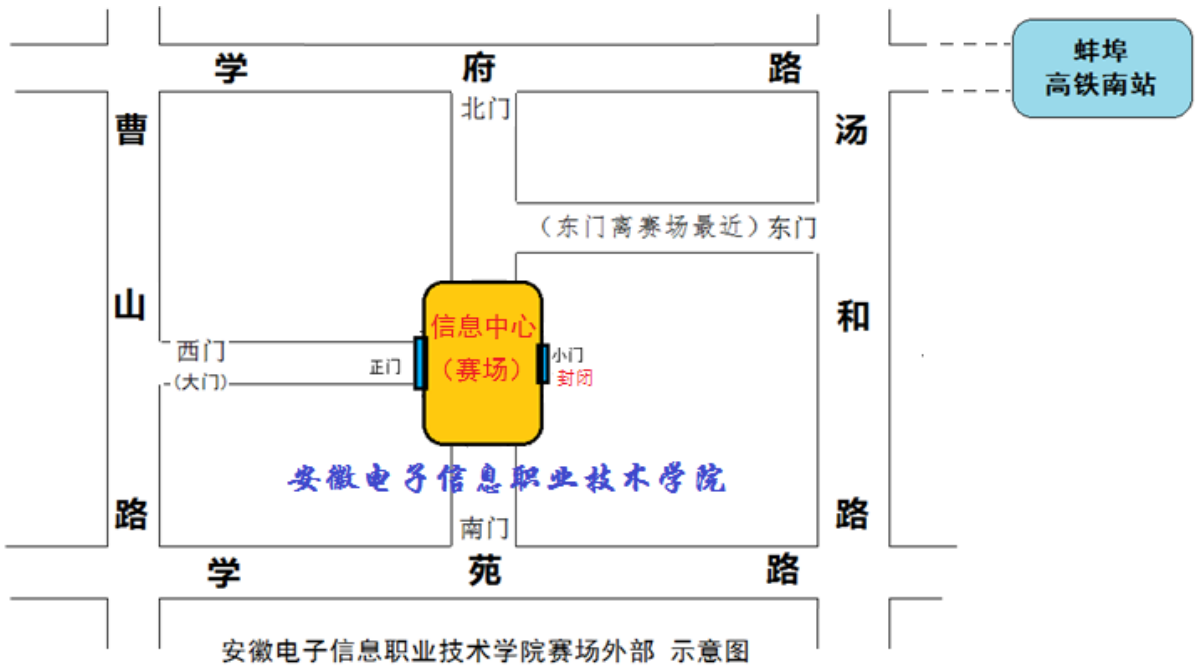 学 府 路
蚌埠
高铁南站
北门
曹 山 路
汤 和 路
（东门离赛场最近）东门
信息中心
（赛场）
西门
(大门)
正门
小门
封闭
安徽电子信息职业技术学院
南门
学 苑 路
安徽电子信息职业技术学院赛场外部 示意图